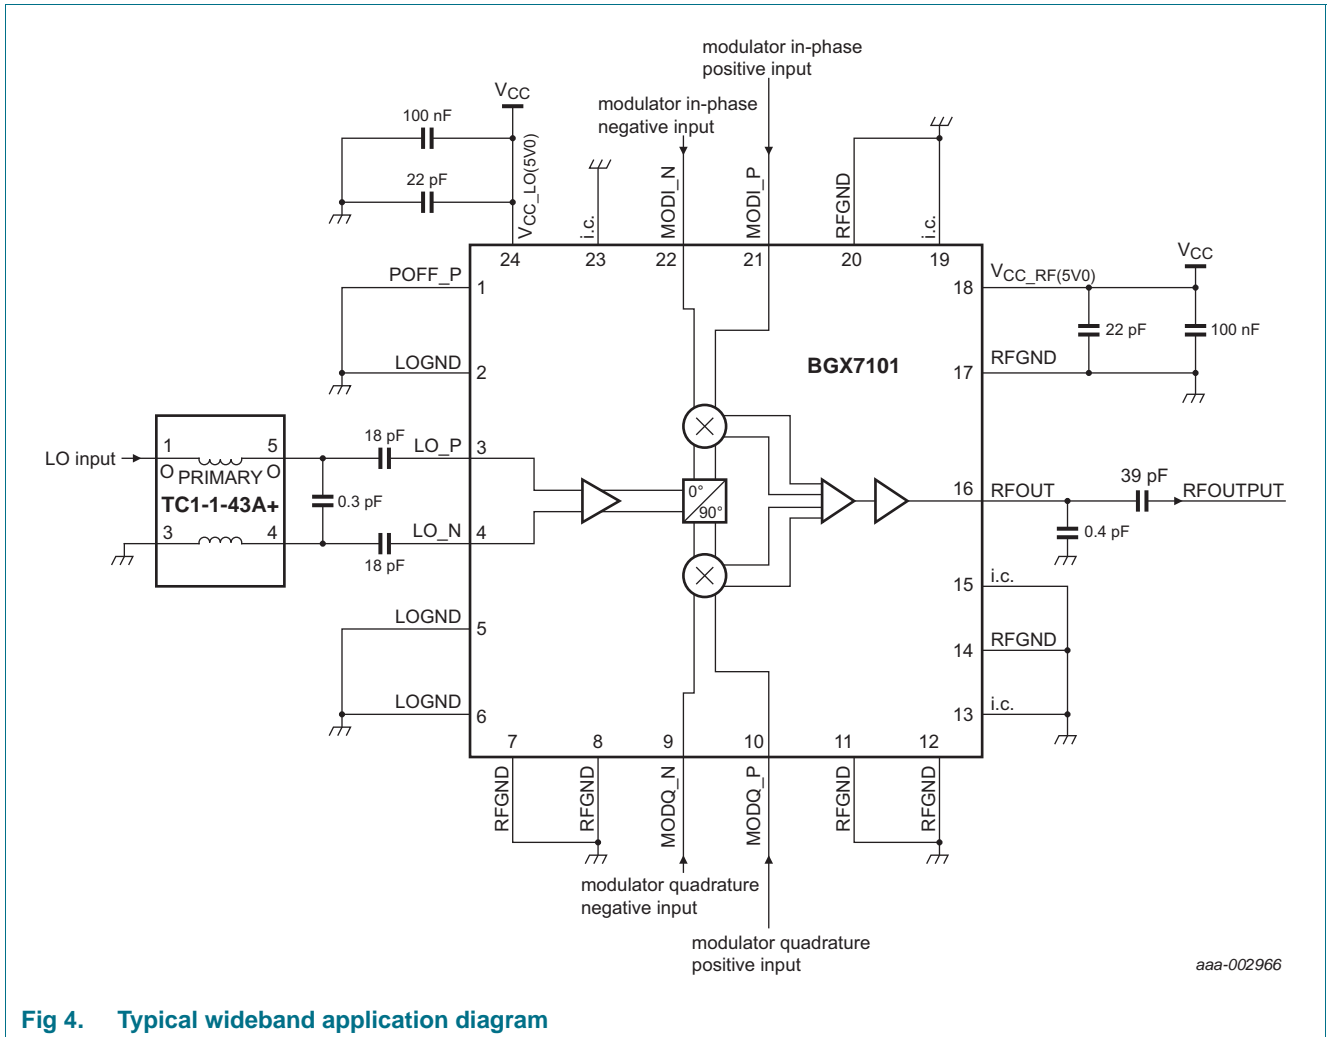 modulator in-phase
positive input
VCC
modulator in-phase
negative input
100 nF
22 pF
VCC_LO(5V0)
i.c.
MODI_N
MODI_P
RFGND
i.c.
24
23
22
21
20
19
POFF_P
1
LOGND
2
BGX7101
18
VCC_RF(5V0)
VCC
22 pF
100 nF
17
RFGND
LO input
1
5
O PRIMARY O
TC1-1-43A+
3
4
18 pF
0.3 pF
18 pF
LO_P
3
LO_N
4
0°
90°
16
RFOUT
39 pF
RFOUTPUT
0.4 pF
15
i.c.
14
RFGND
13
i.c.
LOGND
5
LOGND
6
7
8
9
10
11
12
RFGND
RFGND
MODQ_N
MODQ_P
RFGND
RFGND
modulator quadrature
negative input
modulator quadrature
positive input
aaa-002966
Fig 4. Typical wideband application diagram